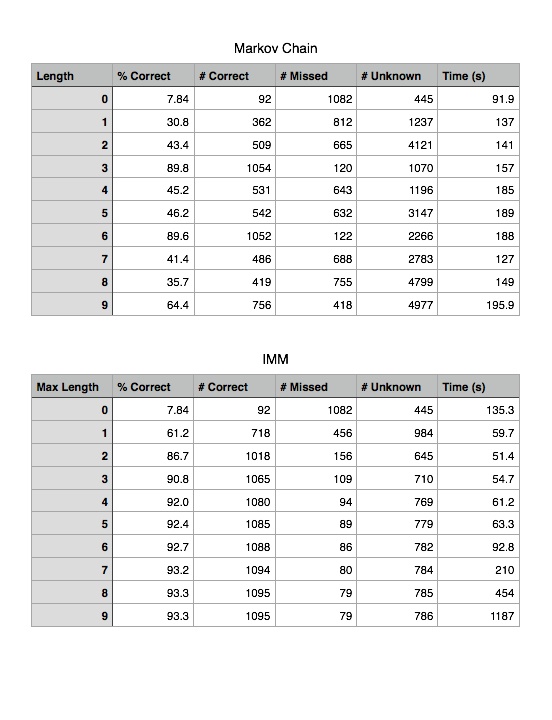 Markov Chain
Length % Correct # Correct # Missed # Unknown Time (s)
0 7.84 92 1082 445 91.9
1 30.8 362 812 1237 137
2 43.4 509 665 4121 141
3 89.8 1054 120 1070 157
4 45.2 531 643 1196 185
5 46.2 542 632 3147 189
6 89.6 1052 122 2266 188
7 41.4 486 688 2783 127
8 35.7 419 755 4799 149
9 64.4 756 418 4977 195.9
IMM
Max Length % Correct # Correct # Missed # Unknown Time (s)
0 7.84 92 1082 445 135.3
1 61.2 718 456 984 59.7
2 86.7 1018 156 645 51.4
3 90.8 1065 109 710 54.7
4 92.0 1080 94 769 61.2
5 92.4 1085 89 779 63.3
6 92.7 1088 86 782 92.8
7 93.2 1094 80 784 210
8 93.3 1095 79 785 454
9 93.3 1095 79 786 1187